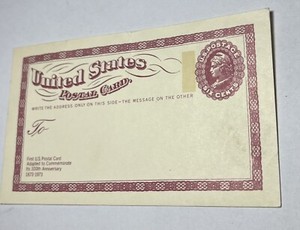 United States
U.S. POSTAGE
POSTAL CARD.
SIX CENTS
WRITE THE ADDRESS ONLY ON THIS SIDE - THE MESSAGE ON THE OTHER
To
First U.S. Postal Card
Adapted to Commemorate
Its 100th Anniversary
1873-1973